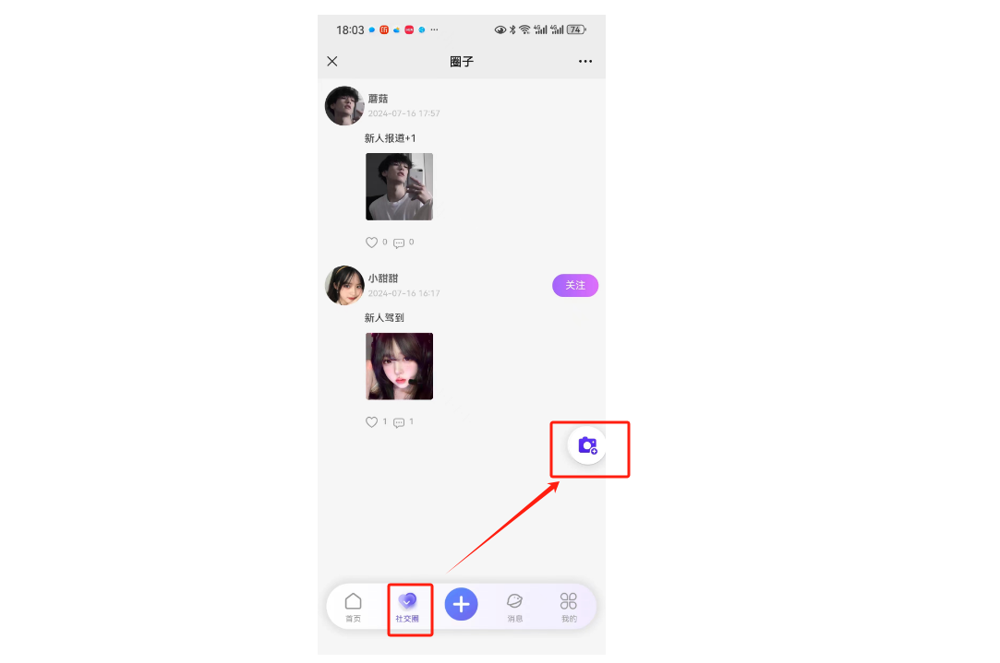 18:03
74
圈子
蘑菇
2024-07-16 17:57
新人报道+1
0 0
小甜甜
2024-07-16 16:17
关注
新人驾到
1 1
首页 社交圈 消息 我的